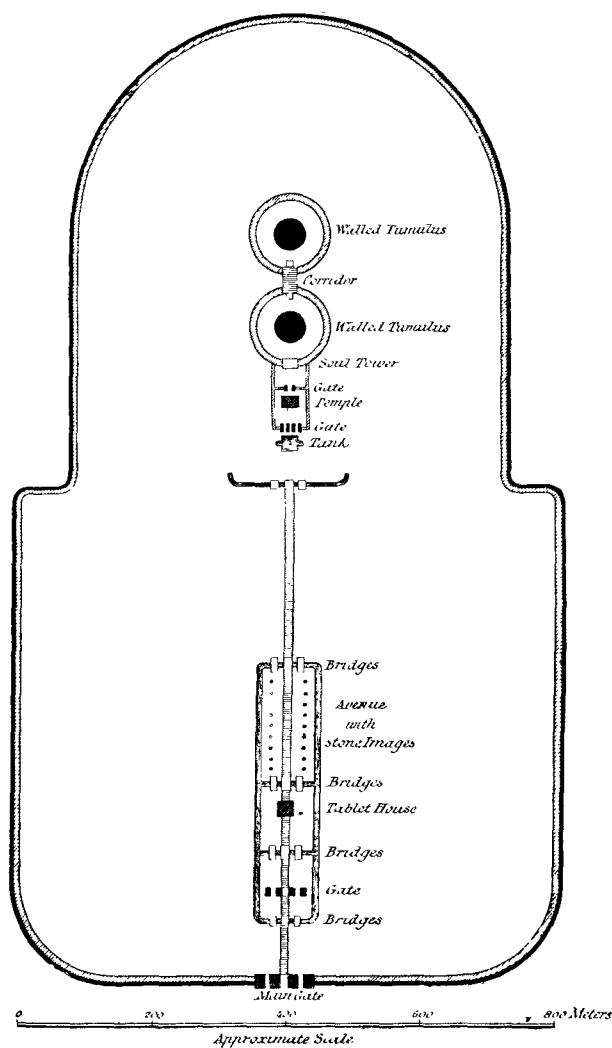 Walled Tumulus
Corridor
Walled Tumulus
Soul Tower
Gate
Temple
Gate
Tank
Bridges
Avenue
with
stone Images
Bridges
Tablet House
Bridges
Gate
Bridges
Main Gate
0 200 400 600 800 Meters
Approximate Scale